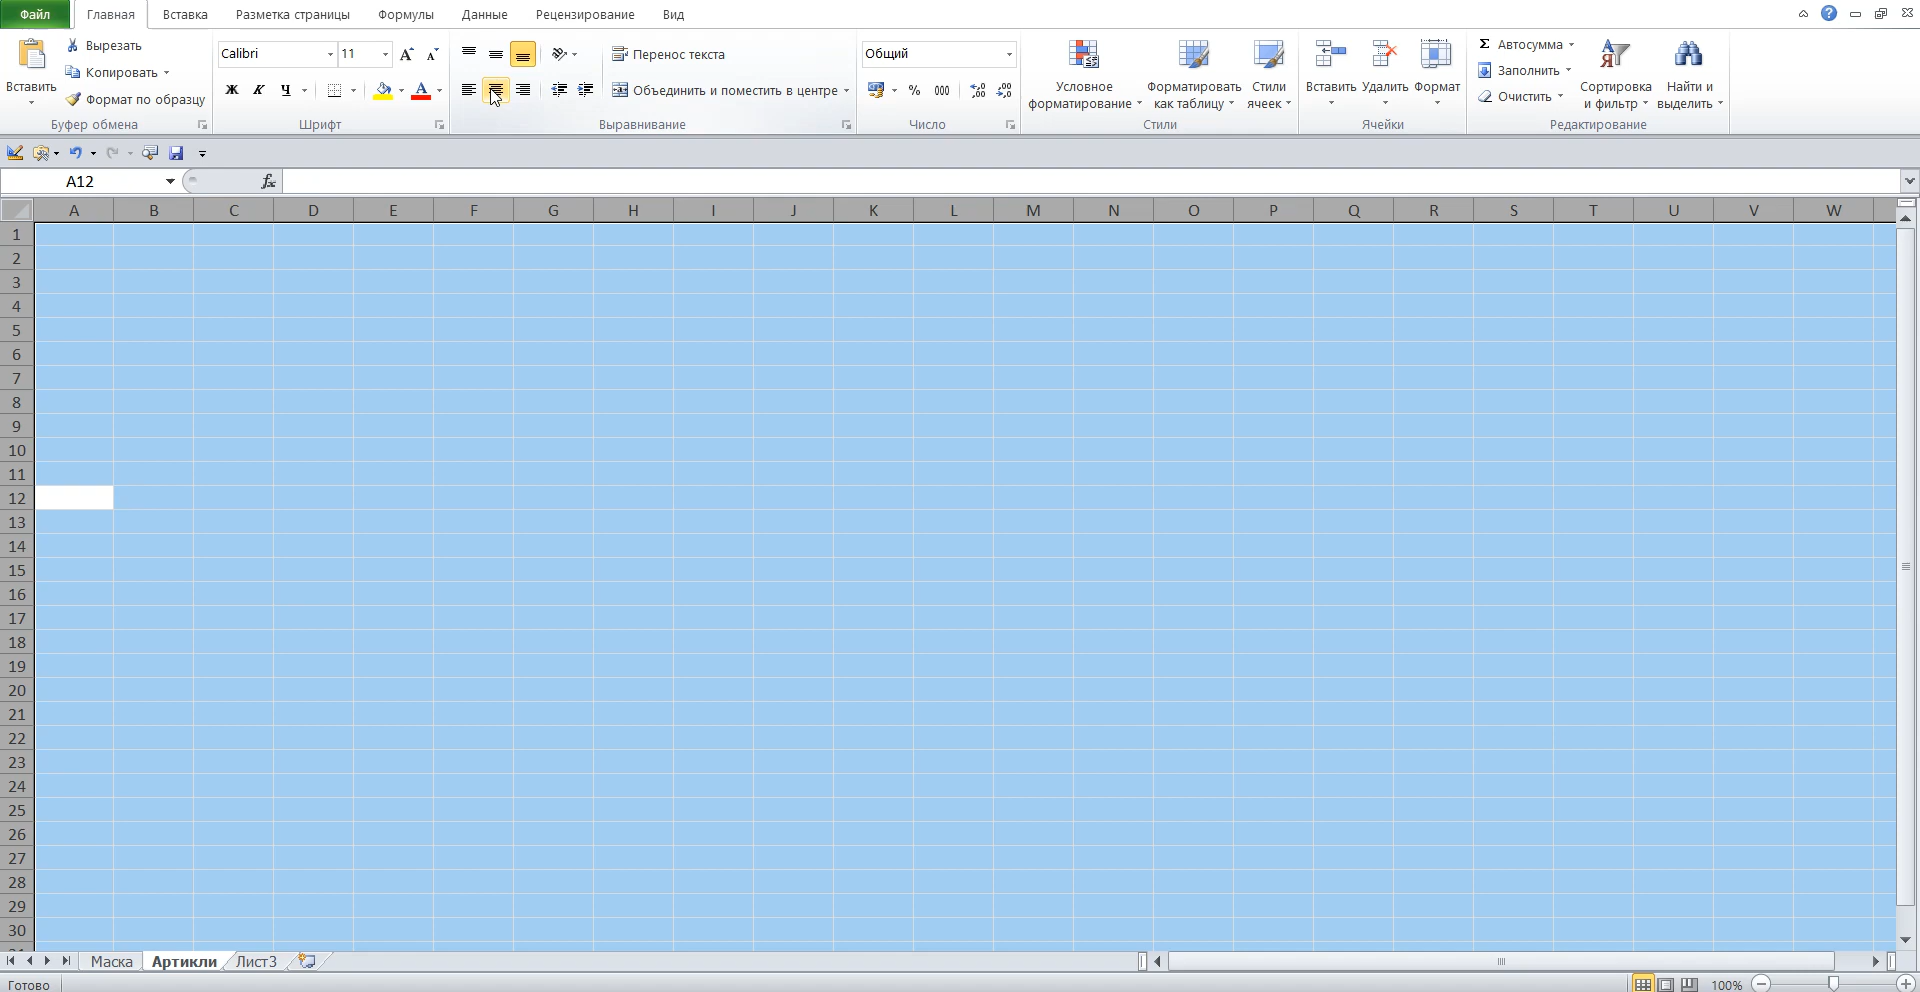 Файл Главная Вставка Разметка страницы Формулы Данные Рецензирование Вид
Вставить
Вырезать
Копировать
Формат по образцу
Буфер обмена
Calibri 11
Ж К Ч
Шрифт
Перенос текста
Объединить и поместить в центре
Выравнивание
Общий
% 000
Число
Условное
форматирование
Форматировать
как таблицу
Стили
ячеек
Стили
Вставить Удалить Формат
Ячейки
Σ Автосумма
Заполнить
Очистить
Сортировка
и фильтр
Найти и
выделить
Редактирование
A12 fx
A B C D E F G H I J K L M N O P Q R S T U V W
1
2
3
4
5
6
7
8
9
10
11
12
13
14
15
16
17
18
19
20
21
22
23
24
25
26
27
28
29
30
Маска Артикли Лист3
Готово 100%